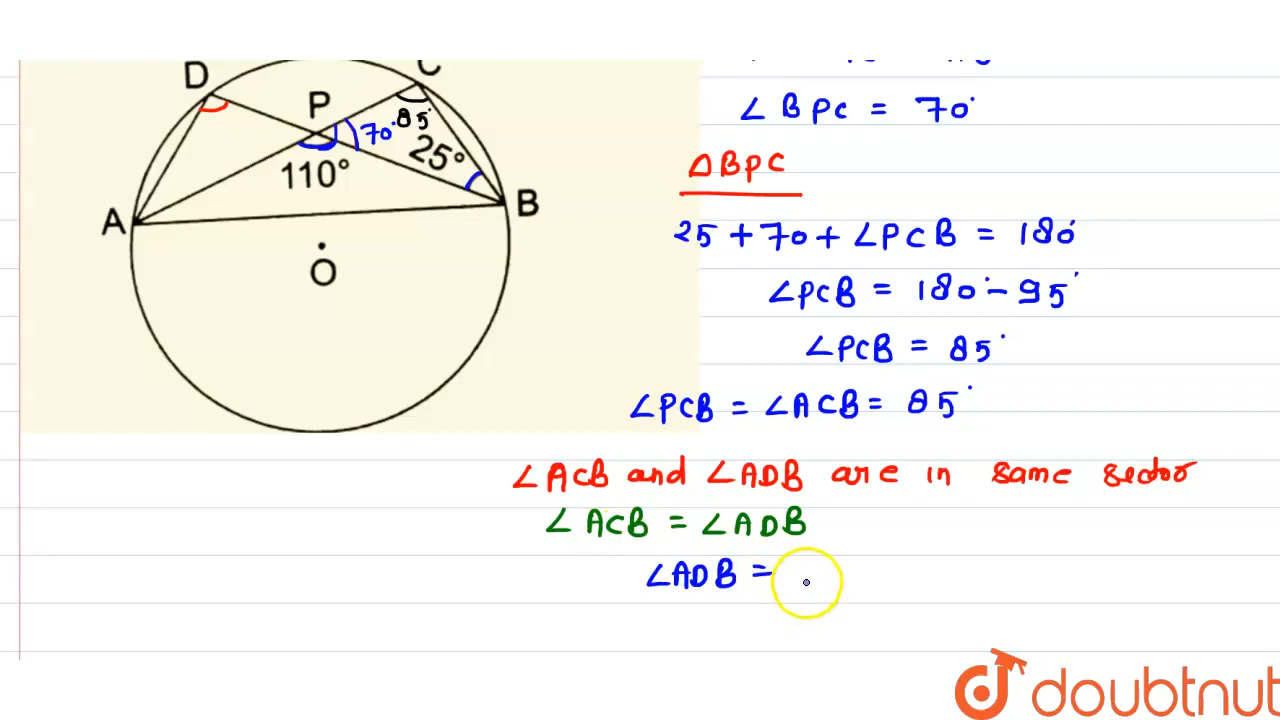 D
C
P
70° 85°
25°
110°
A
B
O
∠BPC = 70°
△BPC
25 + 70 + ∠PCB = 180°
∠PCB = 180° - 95°
∠PCB = 85°
∠PCB = ∠ACB = 85°
∠ACB and ∠ADB are in same sector
∠ACB = ∠ADB
∠ADB =
doubtnut